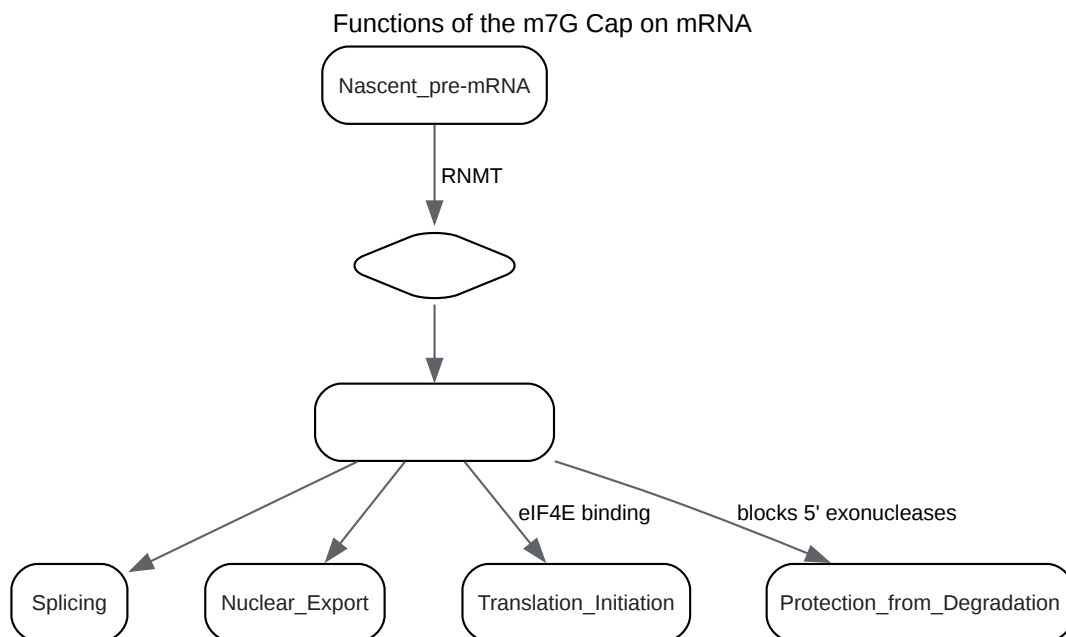 Functions of the m7G Cap on mRNA
Nascent_pre-mRNA
RNMT
eIF4E binding
blocks 5' exonucleases
Splicing
Nuclear_Export
Translation_Initiation
Protection_from_Degradation